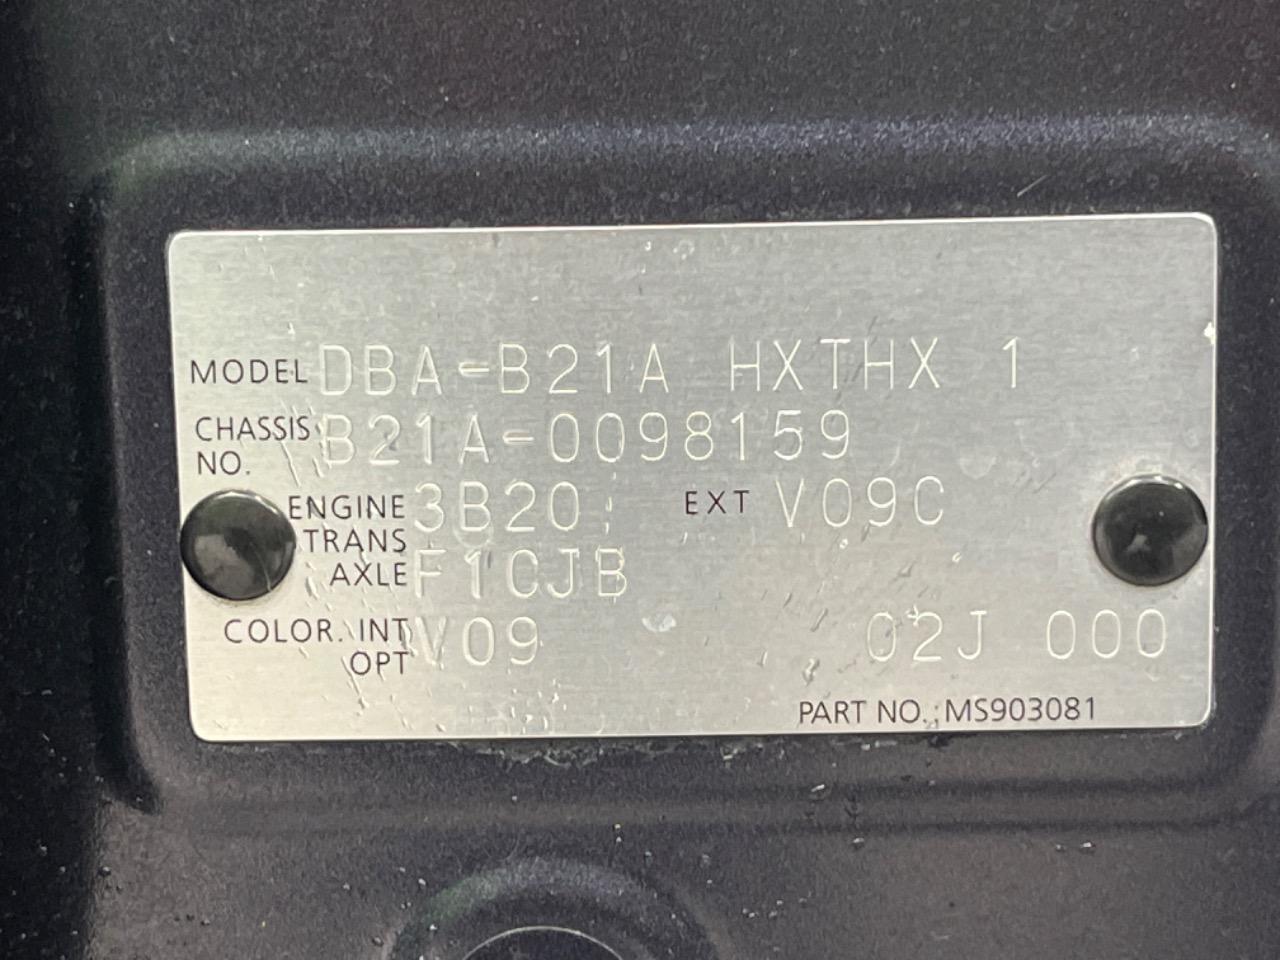 MODEL DBA-B21A HXTHX 1
CHASSIS NO. B21A-0098159
ENGINE 3B20 EXT V09C
TRANS AXLE F1CJB
COLOR. INT OPT V09 02J 000
PART NO. MS903081